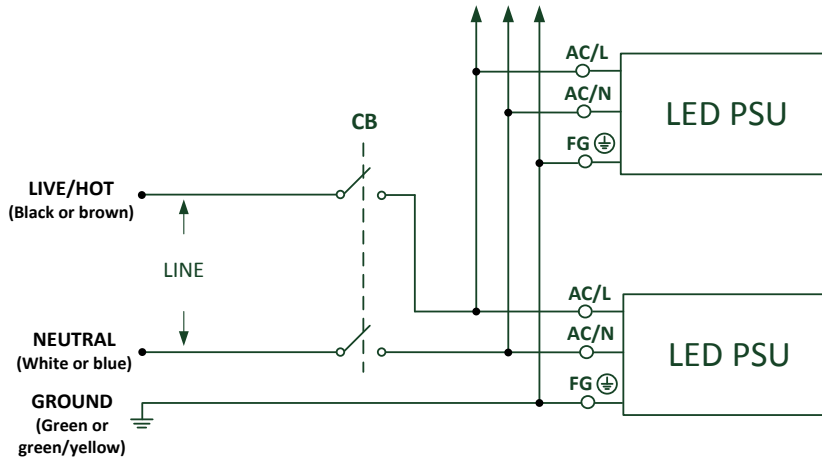 AC/L
AC/N
LED PSU
FG
CB
LIVE/HOT
(Black or brown)
LINE
AC/L
NEUTRAL
(White or blue)
AC/N
LED PSU
FG
GROUND
(Green or
green/yellow)